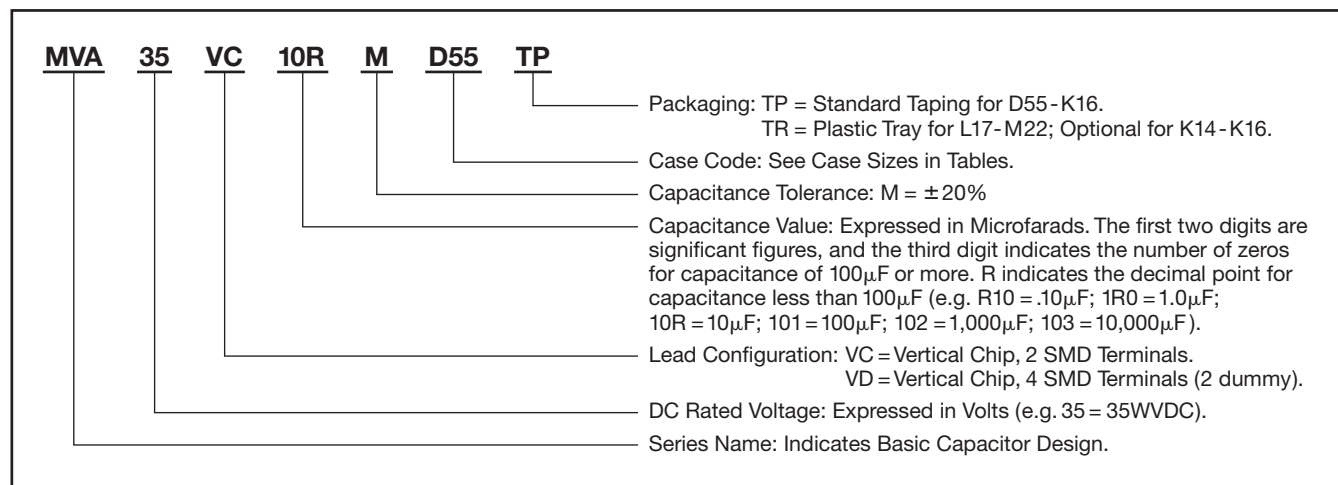 MVA 35 VC 10R M D55 TP
Packaging: TP = Standard Taping for D55-K16.
TR = Plastic Tray for L17-M22; Optional for K14-K16.
Case Code: See Case Sizes in Tables.
Capacitance Tolerance: M = ±20%
Capacitance Value: Expressed in Microfarads. The first two digits are
significant figures, and the third digit indicates the number of zeros
for capacitance of 100µF or more. R indicates the decimal point for
capacitance less than 100µF (e.g. R10 = .10µF; 1R0 = 1.0µF;
10R = 10µF; 101 = 100µF; 102 = 1,000µF; 103 = 10,000µF).
Lead Configuration: VC = Vertical Chip, 2 SMD Terminals.
VD = Vertical Chip, 4 SMD Terminals (2 dummy).
DC Rated Voltage: Expressed in Volts (e.g. 35 = 35WVDC).
Series Name: Indicates Basic Capacitor Design.